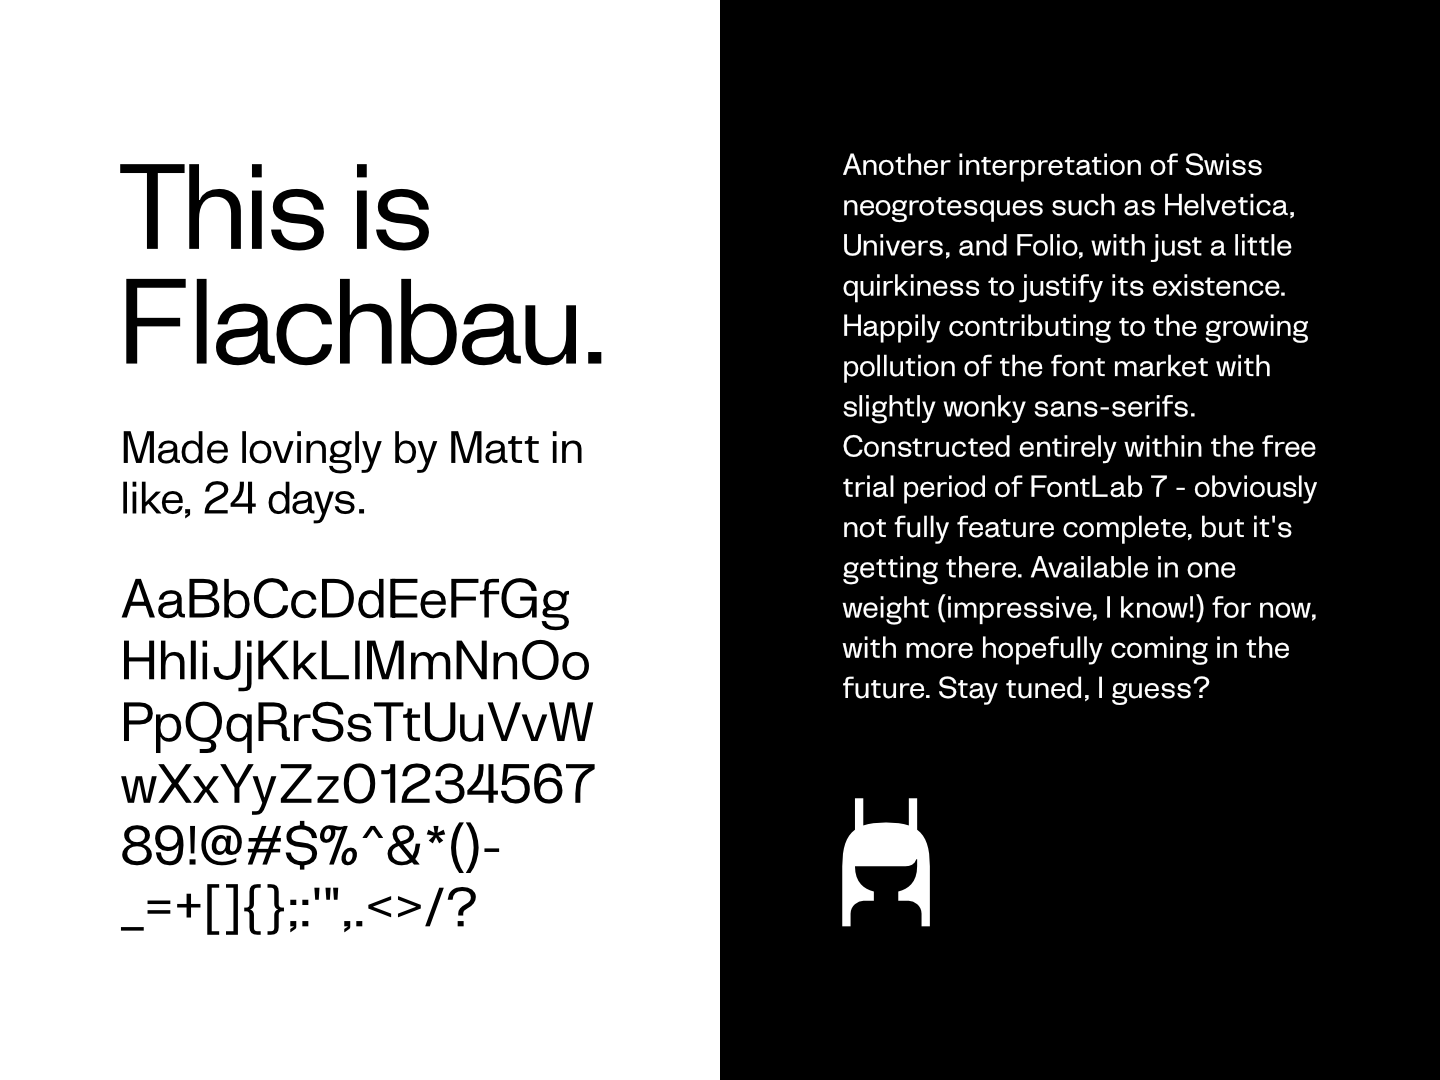 This is
Flachbau.
Made lovingly by Matt in
like, 24 days.
AaBbCcDdEeFfGg
HhIiJjKkLlMmNnOo
PpQqRrSsTtUuVvW
wXxYyZz01234567
89!@#$%^&*()-
_=+[]{};:'",.<>/?
Another interpretation of Swiss
neogrotesques such as Helvetica,
Univers, and Folio, with just a little
quirkiness to justify its existence.
Happily contributing to the growing
pollution of the font market with
slightly wonky sans-serifs.
Constructed entirely within the free
trial period of FontLab 7 - obviously
not fully feature complete, but it's
getting there. Available in one
weight (impressive, I know!) for now,
with more hopefully coming in the
future. Stay tuned, I guess?